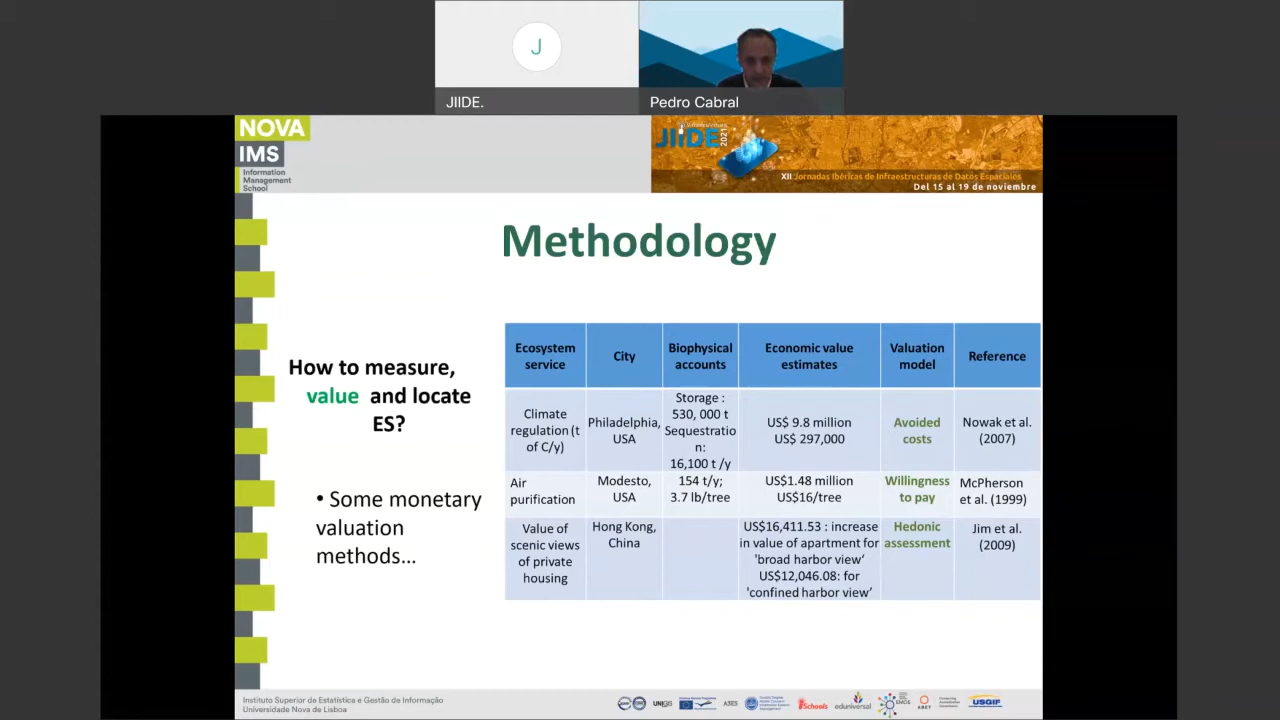 J
JIIDE.
Pedro Cabral
NOVA
IMS
Information
Management
School
JIIDE
2021
XII Jornadas Ibéricas de Infraestructuras de Datos Espaciales
Del 15 al 19 de noviembre
Methodology
How to measure,
value and locate
ES?
• Some monetary
valuation
methods...
Ecosystem
service
City
Biophysical
accounts
Economic value
estimates
Valuation
model
Reference
Climate
regulation (t
of C/y)
Philadelphia,
USA
Storage :
530, 000 t
Sequestratio
n:
16,100 t /y
US$ 9.8 million
US$ 297,000
Avoided
costs
Nowak et al.
(2007)
Air
purification
Modesto,
USA
154 t/y;
3.7 lb/tree
US$1.48 million
US$16/tree
Willingness
to pay
McPherson
et al. (1999)
Value of
scenic views
of private
housing
Hong Kong,
China
US$16,411.53 : increase
in value of apartment for
'broad harbor view‘
US$12,046.08: for
'confined harbor view’
Hedonic
assessment
Jim et al.
(2009)
Instituto Superior de Estatística e Gestão de Informação
Universidade Nova de Lisboa
UNIGIS
A3ES
iSchools
eduniversal
EMOS
ABET
USGIF